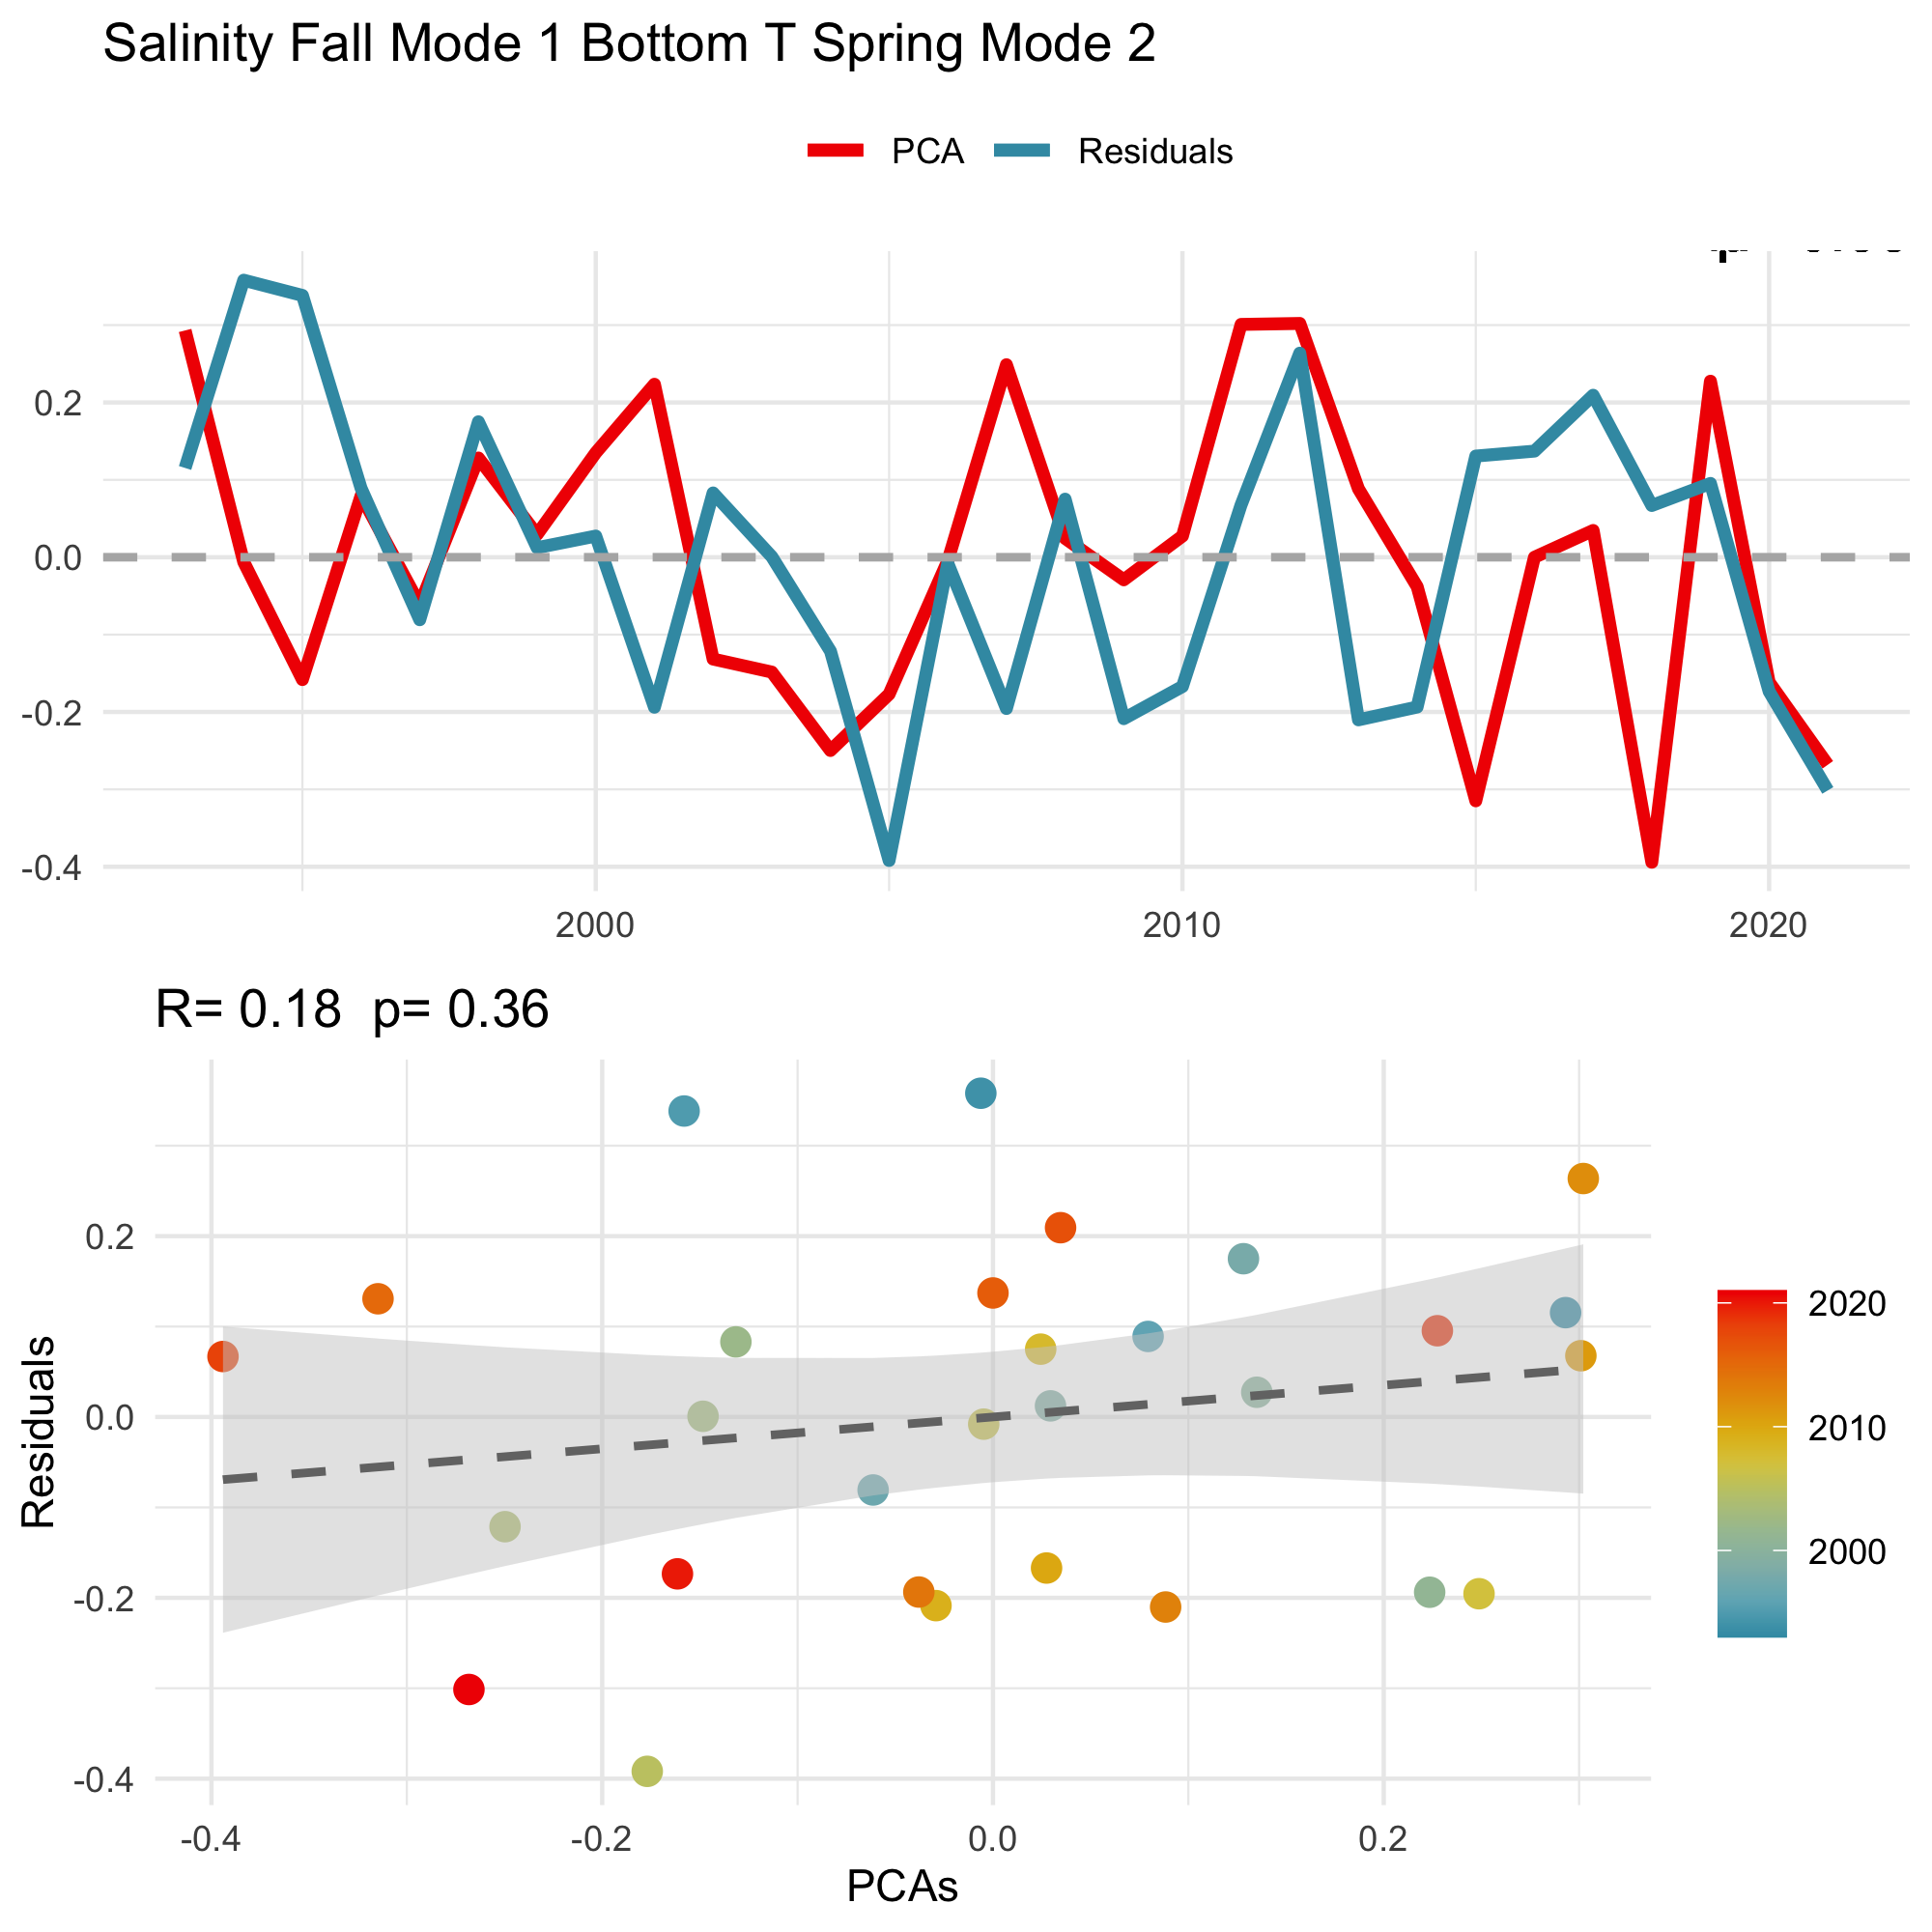 Salinity Fall Mode 1 Bottom T Spring Mode 2
PCA Residuals
0.2
0.0
-0.2
-0.4
2000 2010 2020
R= 0.18 p= 0.36
Residuals
0.2
0.0
-0.2
-0.4
-0.4 -0.2 0.0 0.2
PCAs
2020
2010
2000